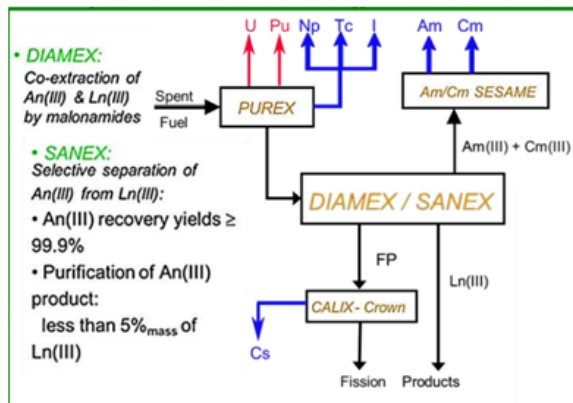 • DIAMEX:
Co-extraction of
An(III) & Ln(III)
by malonamides
• SANEX:
Selective separation of
An(III) from Ln(III):
• An(III) recovery yields ≥
99.9%
• Purification of An(III)
product:
less than 5%mass of
Ln(III)
U Pu Np Tc I Am Cm
Spent
Fuel
PUREX
Am/Cm SESAME
Am(III) + Cm(III)
DIAMEX / SANEX
FP
Ln(III)
CALIX- Crown
Cs
Fission Products